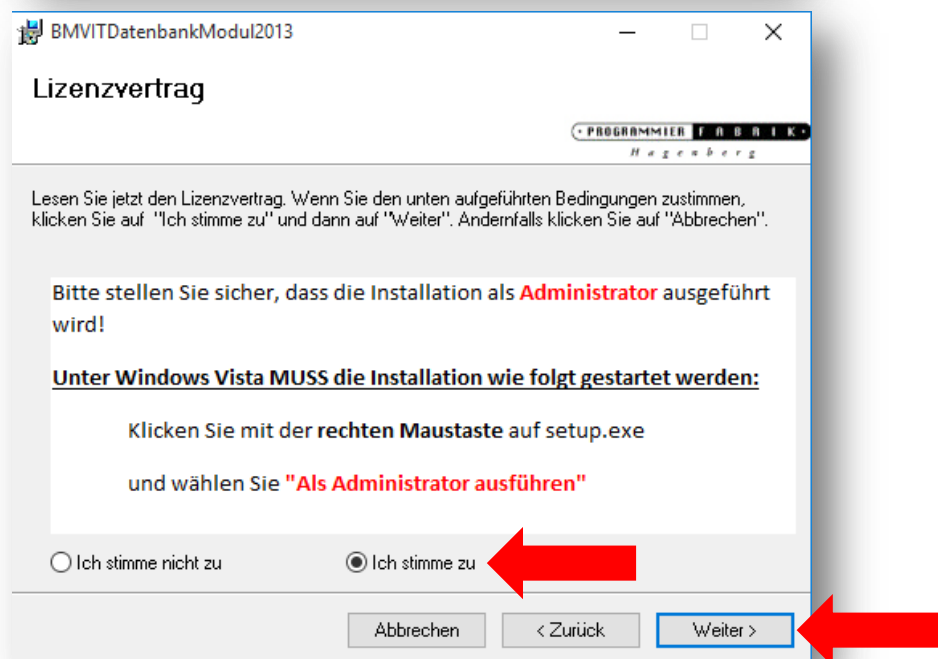 BMVITDatenbankModul2013
Lizenzvertrag
PROGRAMMIER FABRIK
Hagenberg
Lesen Sie jetzt den Lizenzvertrag. Wenn Sie den unten aufgeführten Bedingungen zustimmen,
klicken Sie auf "Ich stimme zu" und dann auf "Weiter". Andernfalls klicken Sie auf "Abbrechen".
Bitte stellen Sie sicher, dass die Installation als Administrator ausgeführt
wird!
Unter Windows Vista MUSS die Installation wie folgt gestartet werden:
Klicken Sie mit der rechten Maustaste auf setup.exe
und wählen Sie "Als Administrator ausführen"
Ich stimme nicht zu Ich stimme zu
Abbrechen < Zurück Weiter >